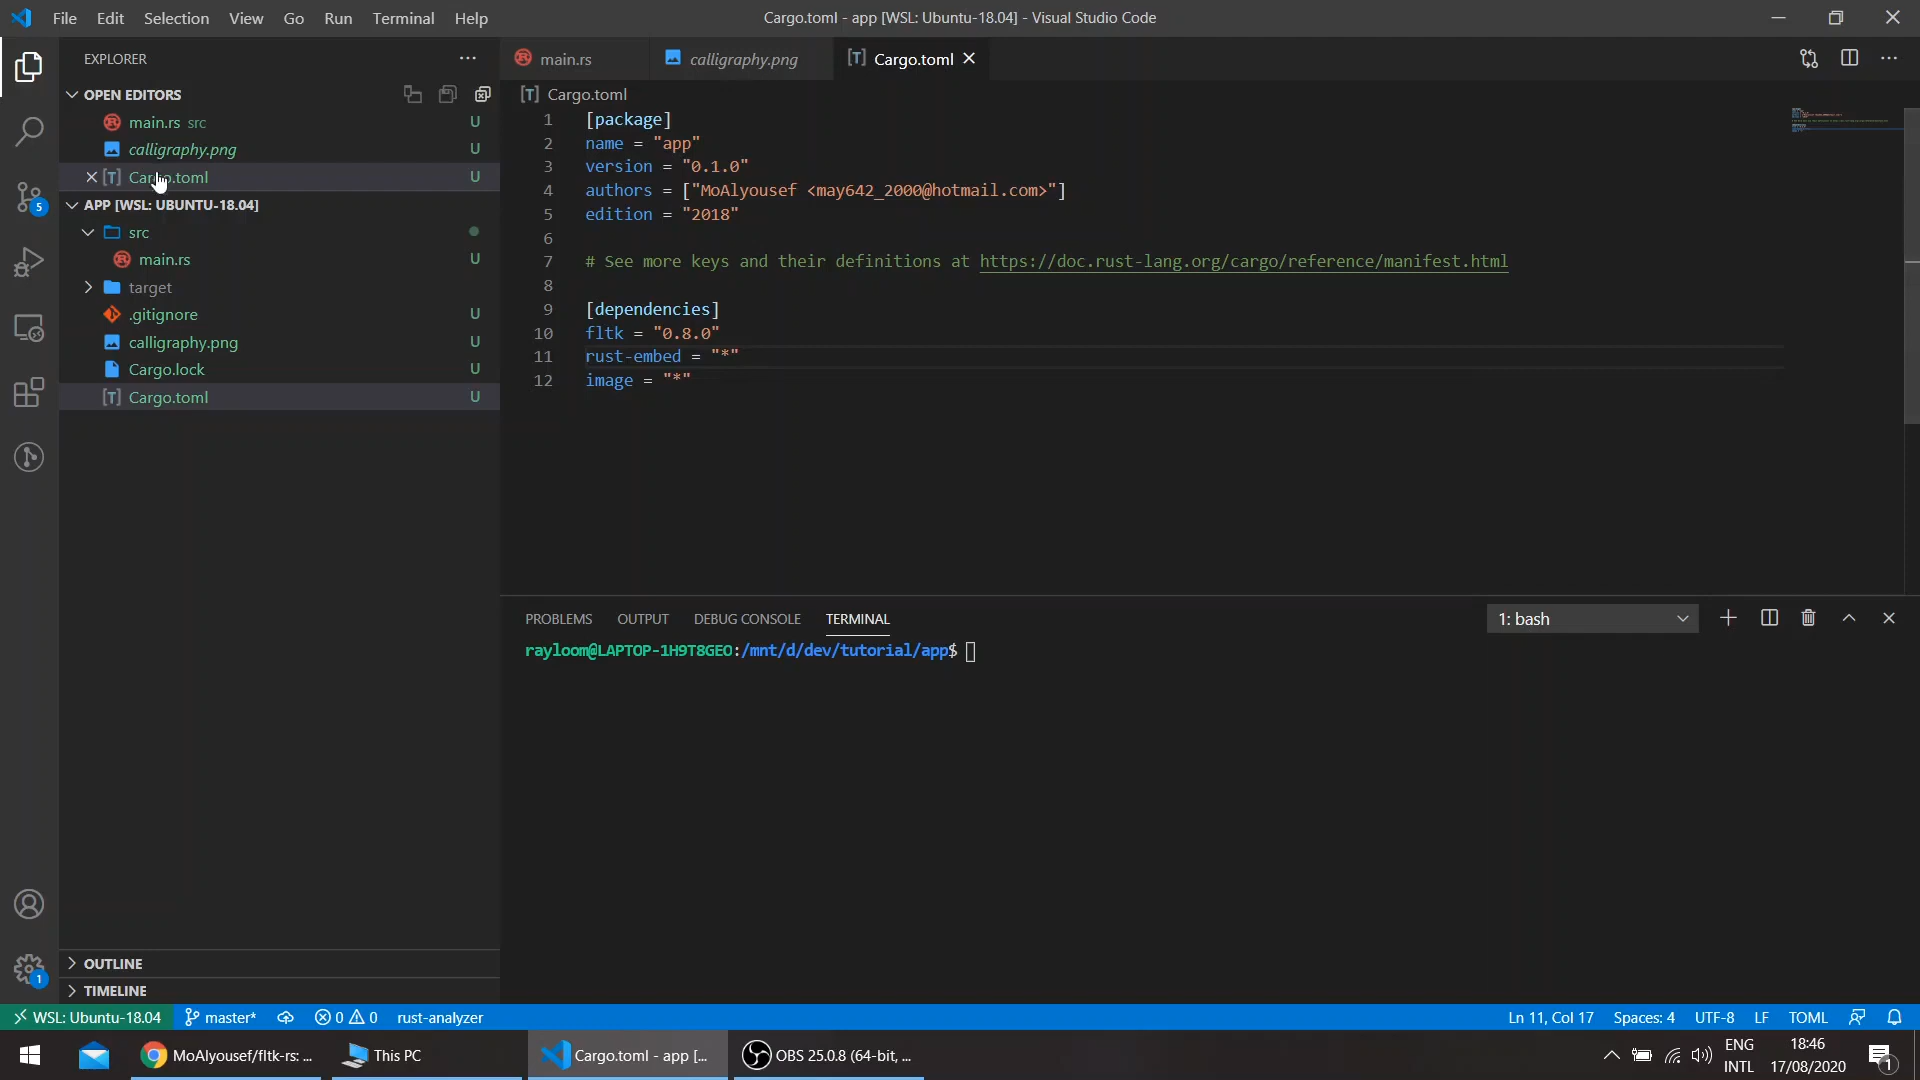 File Edit Selection View Go Run Terminal Help
Cargo.toml - app [WSL: Ubuntu-18.04] - Visual Studio Code
EXPLORER
OPEN EDITORS
main.rs src U
calligraphy.png U
Cargo.toml U
APP [WSL: UBUNTU-18.04]
src
main.rs U
target
.gitignore U
calligraphy.png U
Cargo.lock U
[T] Cargo.toml U
OUTLINE
TIMELINE
main.rs calligraphy.png [T] Cargo.toml
[T] Cargo.toml
1 [package]
2 name = "app"
3 version = "0.1.0"
4 authors = ["MoAlyousef <may642_2000@hotmail.com>"]
5 edition = "2018"
6
7 # See more keys and their definitions at https://doc.rust-lang.org/cargo/reference/manifest.html
8
9 [dependencies]
10 fltk = "0.8.0"
11 rust-embed = "*"
12 image = "*"
PROBLEMS OUTPUT DEBUG CONSOLE TERMINAL
1: bash
rayloom@LAPTOP-1H9T8GEO:/mnt/d/dev/tutorial/app$
5
1
WSL: Ubuntu-18.04 master* 0 0 rust-analyzer
Ln 11, Col 17 Spaces: 4 UTF-8 LF TOML
MoAlyousef/fltk-rs: ... This PC Cargo.toml - app [... OBS 25.0.8 (64-bit, ...
ENG
INTL
18:46
17/08/2020
1